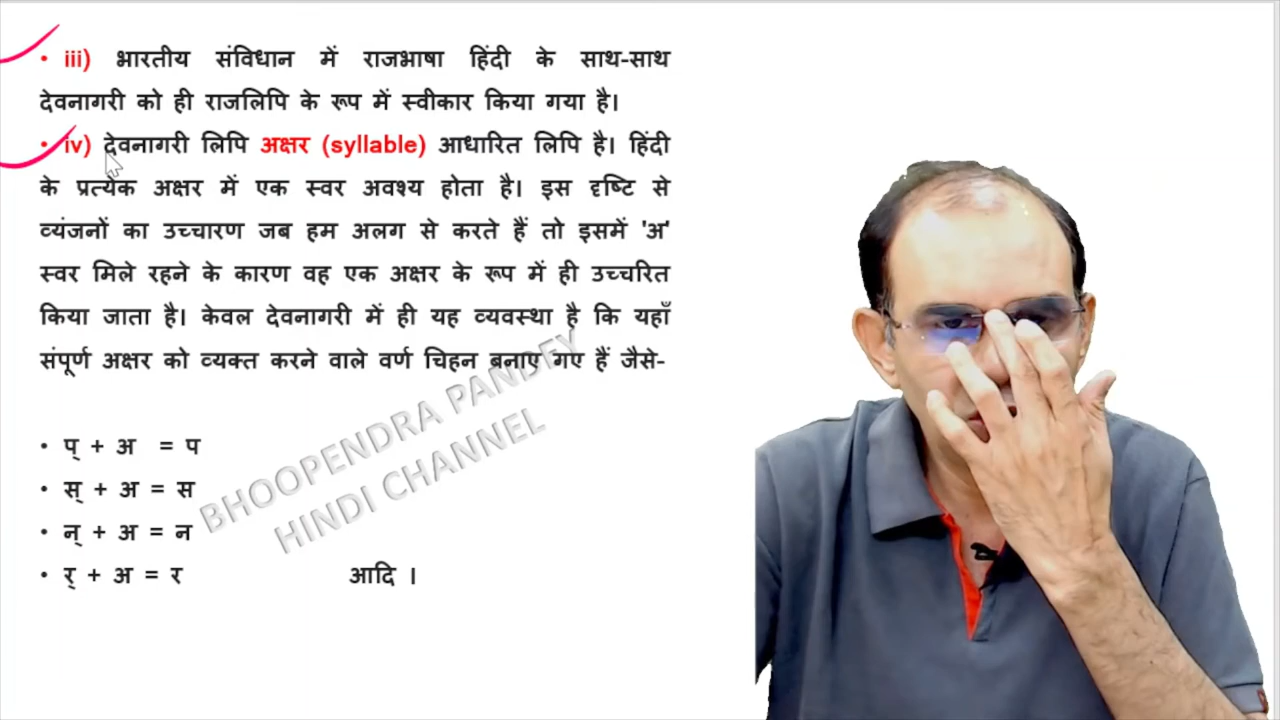 • iii) भारतीय संविधान में राजभाषा हिंदी के साथ-साथ
देवनागरी को ही राजलिपि के रूप में स्वीकार किया गया है।
• iv) देवनागरी लिपि अक्षर (syllable) आधारित लिपि है। हिंदी
के प्रत्येक अक्षर में एक स्वर अवश्य होता है। इस दृष्टि से
व्यंजनों का उच्चारण जब हम अलग से करते हैं तो इसमें 'अ'
स्वर मिले रहने के कारण वह एक अक्षर के रूप में ही उच्चरित
किया जाता है। केवल देवनागरी में ही यह व्यवस्था है कि यहाँ
संपूर्ण अक्षर को व्यक्त करने वाले वर्ण चिहन बनाए गए हैं जैसे-
• प् + अ = प
• स् + अ = स
• न् + अ = न
• र् + अ = र आदि ।
BHOOPENDRA PANDEY
HINDI CHANNEL